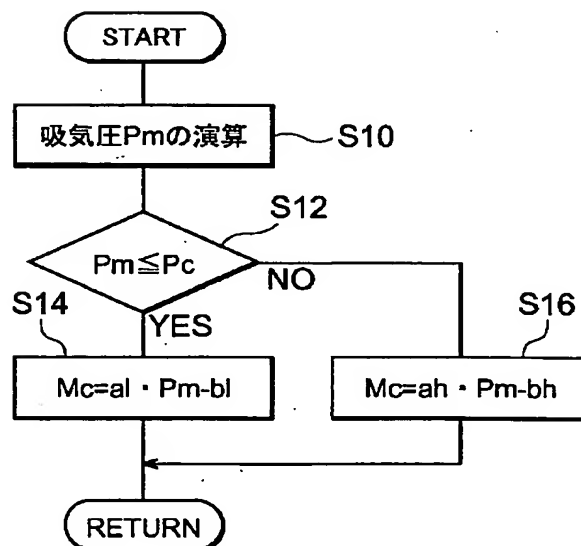 START
吸気圧Pmの演算
S10
S12
Pm≦Pc
NO
S14
YES
S16
Mc=al・Pm-bl
Mc=ah・Pm-bh
RETURN